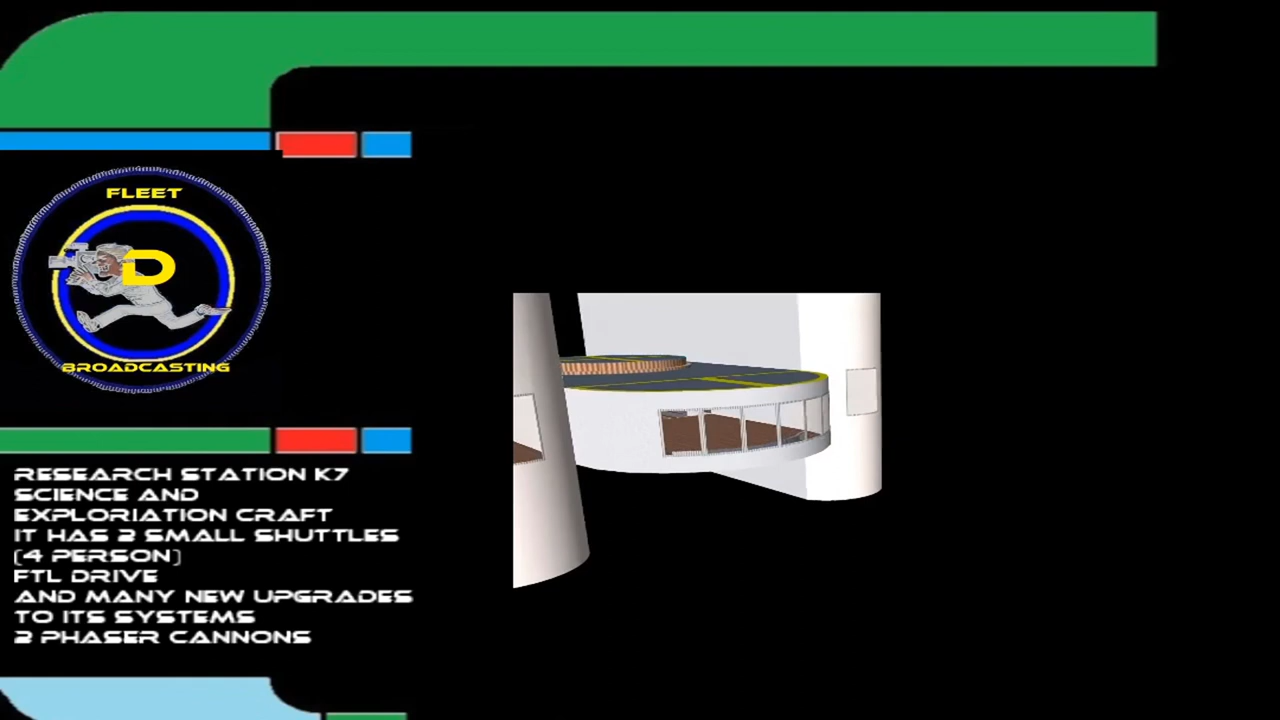 FLEET
D
BROADCASTING
RESEARCH STATION K7
SCIENCE AND
EXPLORIATION CRAFT
IT HAS 2 SMALL SHUTTLES
(4 PERSON)
FTL DRIVE
AND MANY NEW UPGRADES
TO ITS SYSTEMS
2 PHASER CANNONS